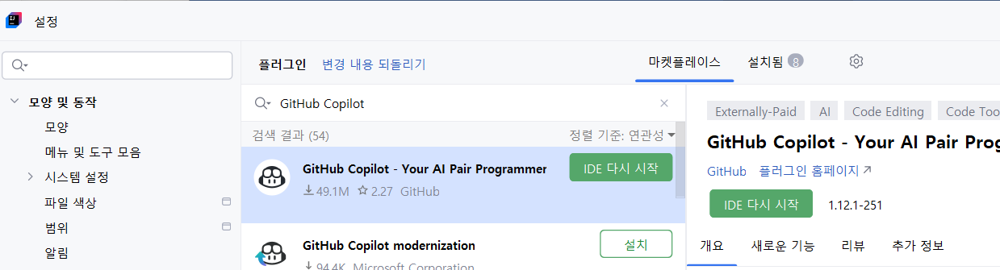 설정
플러그인 변경 내용 되돌리기 마켓플레이스 설치됨 8
모양 및 동작
모양
메뉴 및 도구 모음
시스템 설정
파일 색상
범위
알림
GitHub Copilot
검색 결과 (54) 정렬 기준: 연관성
GitHub Copilot - Your AI Pair Programmer IDE 다시 시작
49.1M 2.27 GitHub
GitHub Copilot modernization 설치
94.4K Microsoft Corporation
Externally-Paid AI Code Editing Code Too
GitHub Copilot - Your AI Pair Prog
GitHub 플러그인 홈페이지
IDE 다시 시작 1.12.1-251
개요 새로운 기능 리뷰 추가 정보